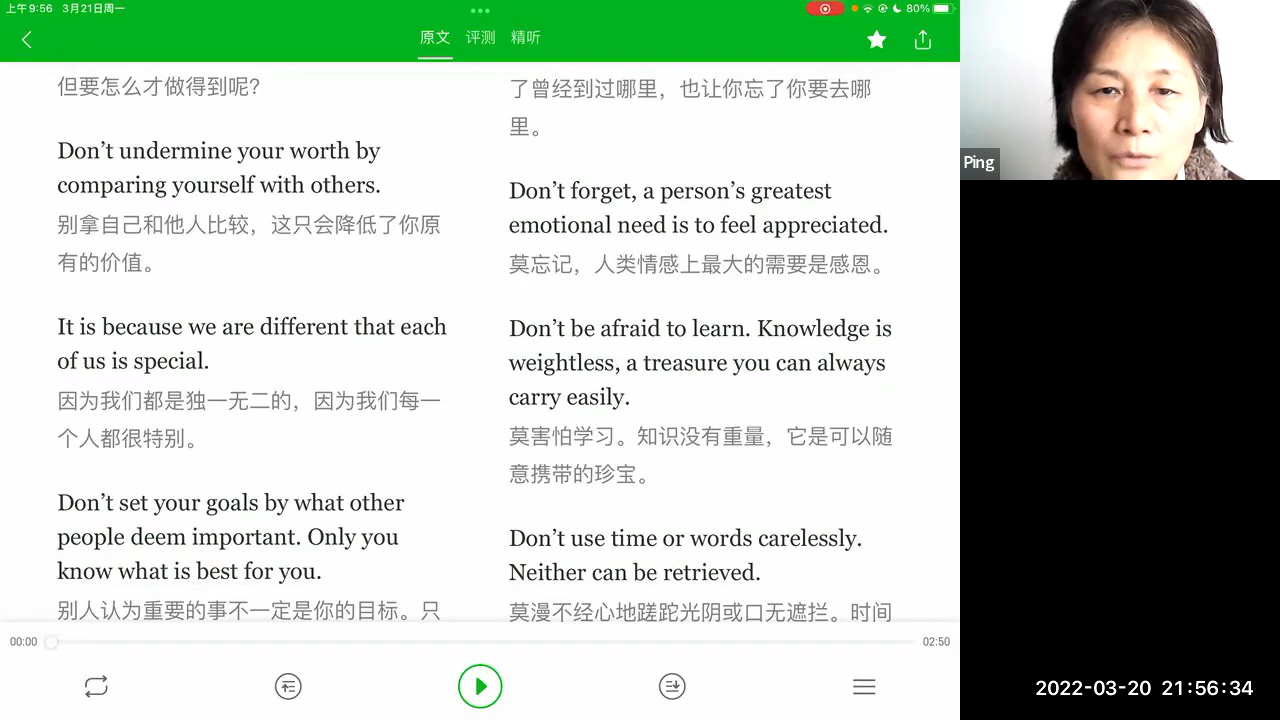 上午9:56 3月21日周一
80%
原文 评测 精听
但要怎么才做得到呢?
Don't undermine your worth by
comparing yourself with others.
别拿自己和他人比较，这只会降低了你原
有的价值。
It is because we are different that each
of us is special.
因为我们都是独一无二的，因为我们每一
个人都很特别。
Don't set your goals by what other
people deem important. Only you
know what is best for you.
别人认为重要的事不一定是你的目标。只
了曾经到过哪里，也让你忘了你要去哪
里。
Don't forget, a person's greatest
emotional need is to feel appreciated.
莫忘记，人类情感上最大的需要是感恩。
Don't be afraid to learn. Knowledge is
weightless, a treasure you can always
carry easily.
莫害怕学习。知识没有重量，它是可以随
意携带的珍宝。
Don't use time or words carelessly.
Neither can be retrieved.
莫漫不经心地蹉跎光阴或口无遮拦。时间
00:00
02:50
Ping
2022-03-20 21:56:34